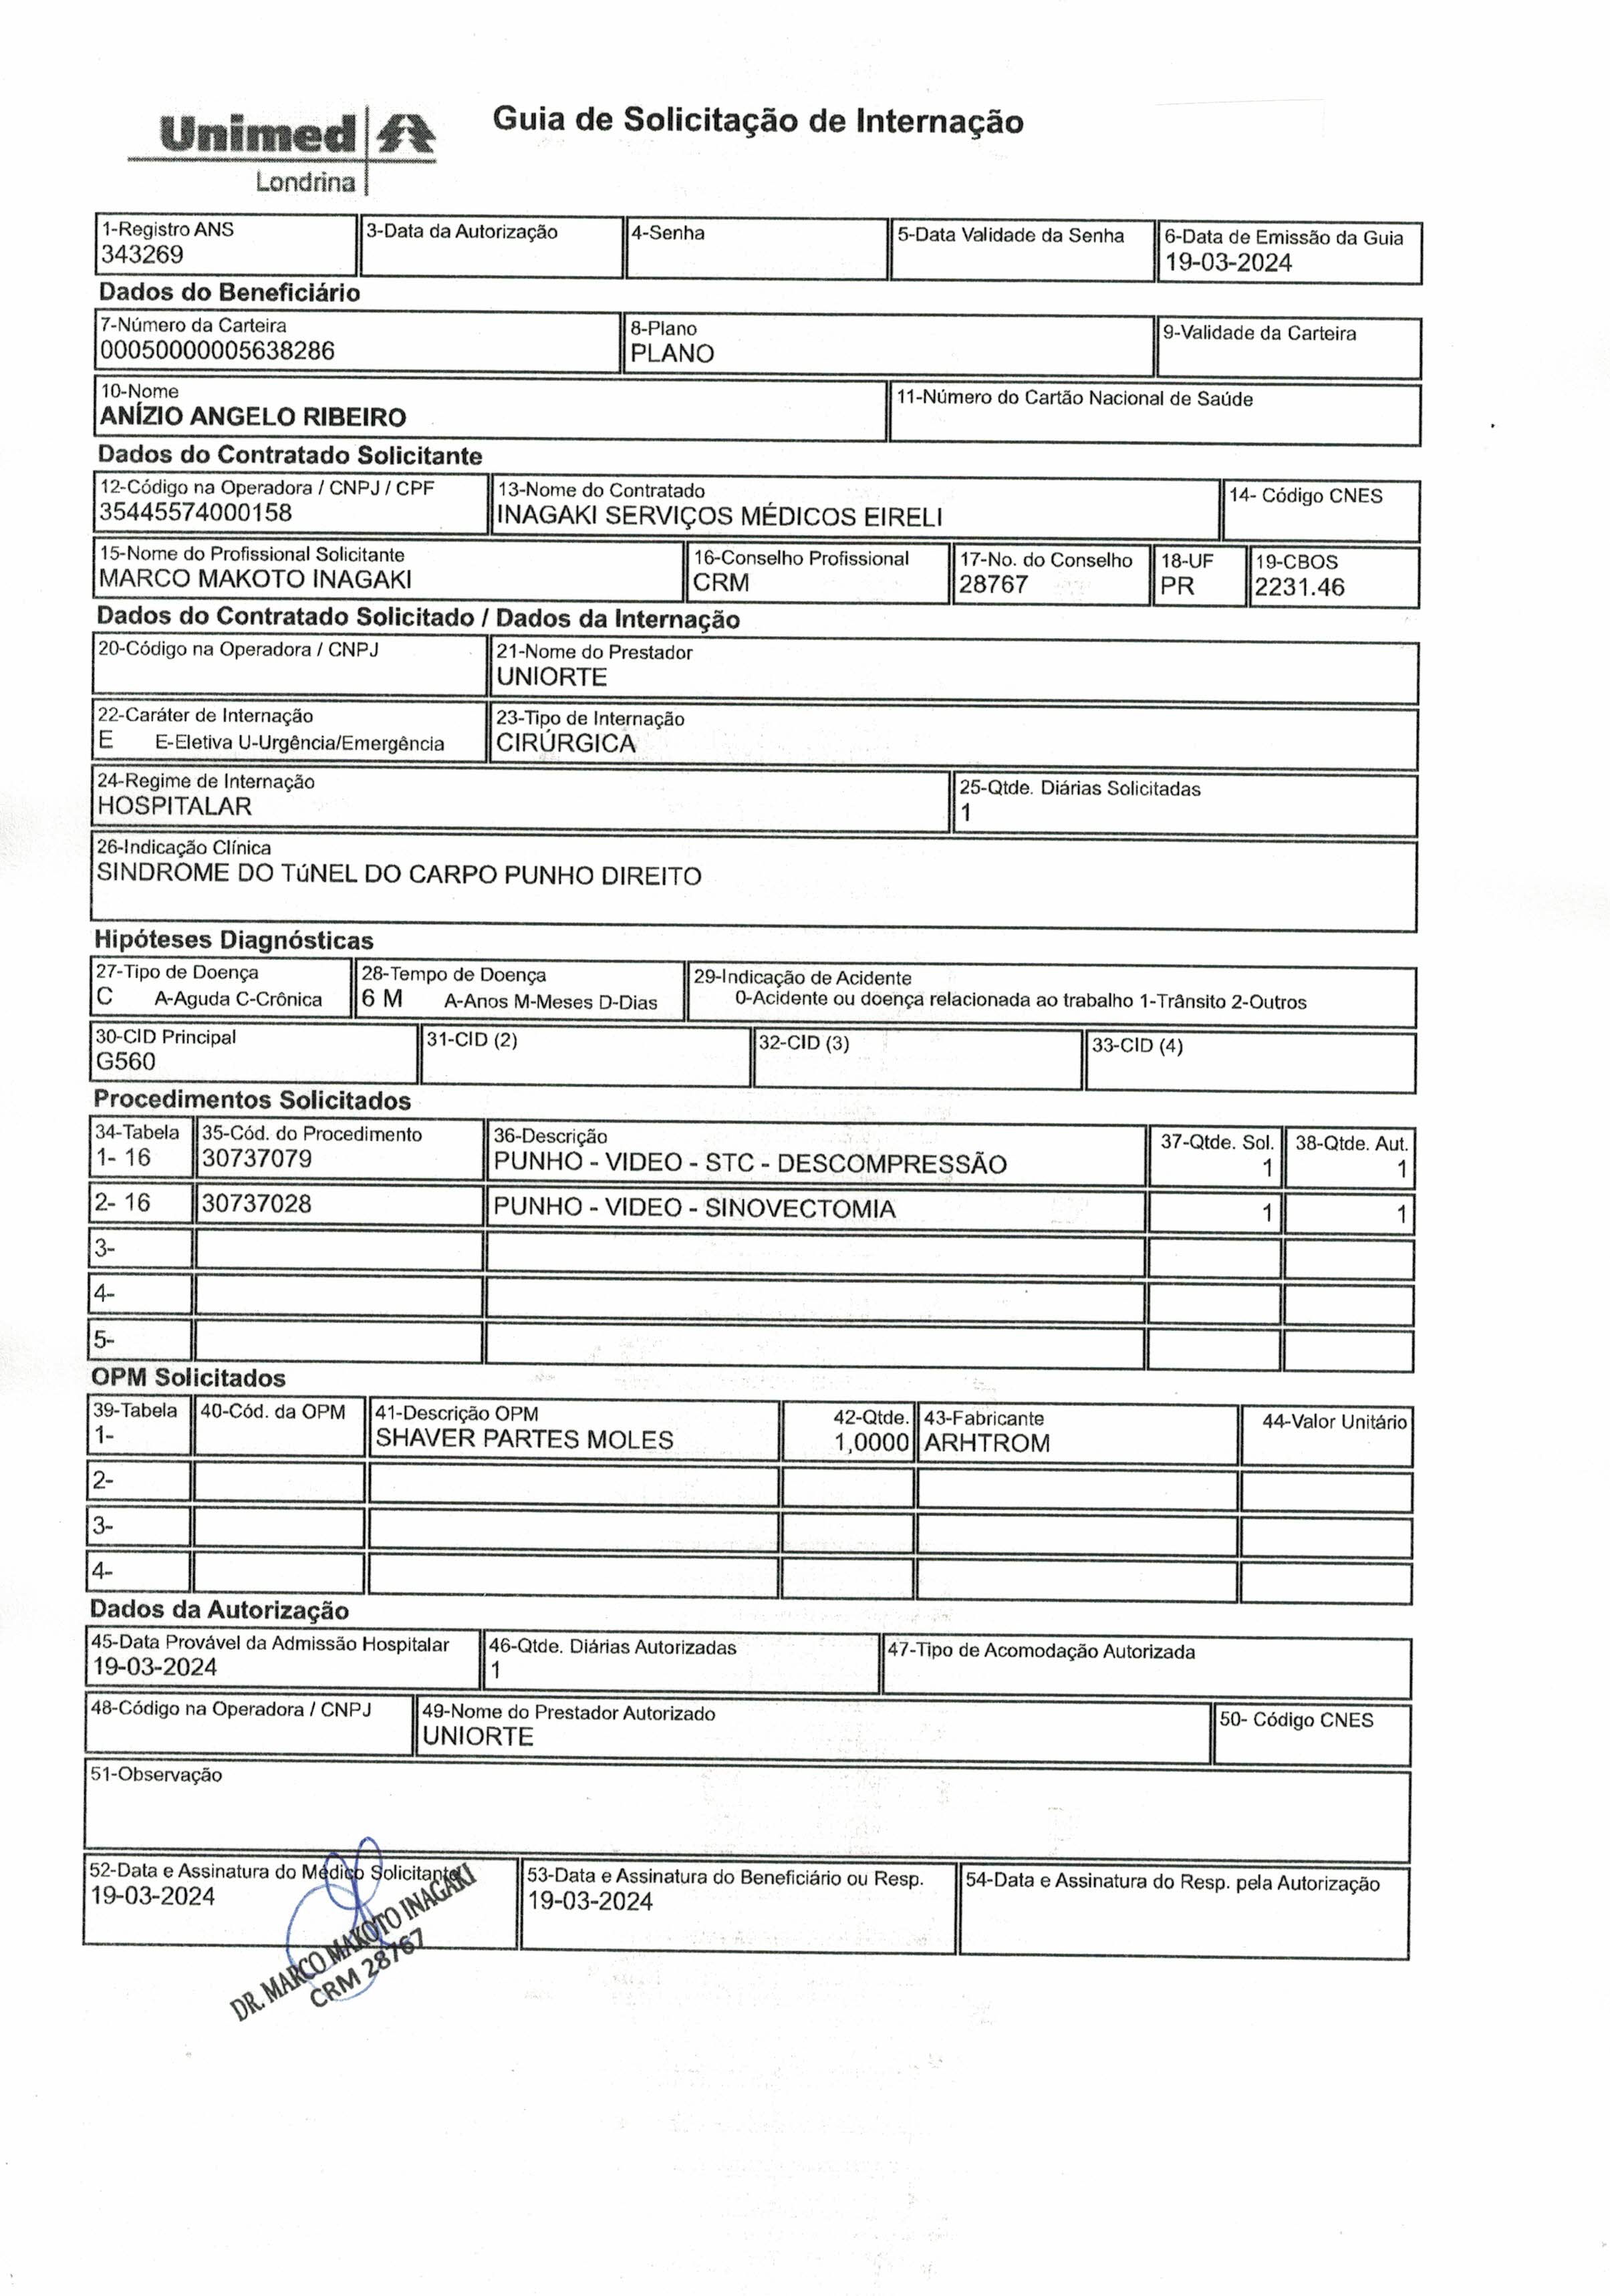 Unimed
Londrina
Guia de Solicitação de Internação
1-Registro ANS
343269
3-Data da Autorização
4-Senha
5-Data Validade da Senha
6-Data de Emissão da Guia
19-03-2024
Dados do Beneficiário
7-Número da Carteira
00050000005638286
8-Plano
PLANO
9-Validade da Carteira
10-Nome
ANÍZIO ANGELO RIBEIRO
11-Número do Cartão Nacional de Saúde
Dados do Contratado Solicitante
12-Código na Operadora / CNPJ / CPF
35445574000158
13-Nome do Contratado
INAGAKI SERVIÇOS MÉDICOS EIRELI
14- Código CNES
15-Nome do Profissional Solicitante
MARCO MAKOTO INAGAKI
16-Conselho Profissional
CRM
17-No. do Conselho
28767
18-UF
PR
19-CBOS
2231.46
Dados do Contratado Solicitado / Dados da Internação
20-Código na Operadora / CNPJ
21-Nome do Prestador
UNIORTE
22-Caráter de Internação
E E-Eletiva U-Urgência/Emergência
23-Tipo de Internação
CIRÚRGICA
24-Regime de Internação
HOSPITALAR
25-Qtde. Diárias Solicitadas
1
26-Indicação Clínica
SINDROME DO TúNEL DO CARPO PUNHO DIREITO
Hipóteses Diagnósticas
27-Tipo de Doença
C A-Aguda C-Crônica
28-Tempo de Doença
6 M A-Anos M-Meses D-Dias
29-Indicação de Acidente
0-Acidente ou doença relacionada ao trabalho 1-Trânsito 2-Outros
30-CID Principal
G560
31-CID (2)
32-CID (3)
33-CID (4)
Procedimentos Solicitados
34-Tabela 35-Cód. do Procedimento 36-Descrição 37-Qtde. Sol. 38-Qtde. Aut.
1- 16 30737079 PUNHO - VIDEO - STC - DESCOMPRESSÃO 1 1
2- 16 30737028 PUNHO - VIDEO - SINOVECTOMIA 1 1
3-
4-
5-
OPM Solicitados
39-Tabela 40-Cód. da OPM 41-Descrição OPM 42-Qtde. 43-Fabricante 44-Valor Unitário
1- SHAVER PARTES MOLES 1,0000 ARHTROM
2-
3-
4-
Dados da Autorização
45-Data Provável da Admissão Hospitalar
19-03-2024
46-Qtde. Diárias Autorizadas
1
47-Tipo de Acomodação Autorizada
48-Código na Operadora / CNPJ
49-Nome do Prestador Autorizado
UNIORTE
50- Código CNES
51-Observação
52-Data e Assinatura do Médico Solicitante
19-03-2024
53-Data e Assinatura do Beneficiário ou Resp.
19-03-2024
54-Data e Assinatura do Resp. pela Autorização
DR. MARCO MAKOTO INAGAKI
CRM 28767